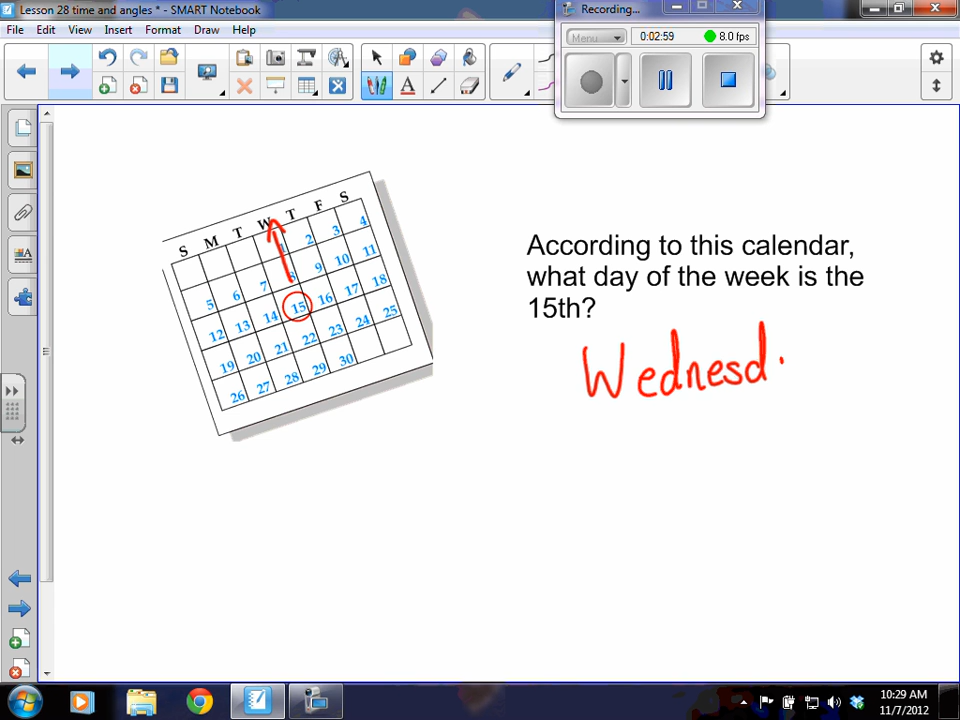 Lesson 28 time and angles * - SMART Notebook
File Edit View Insert Format Draw Help
Recording...
Menu 0:02:59 8.0 fps
S M T W T F S
1 2 3 4
5 6 7 8 9 10 11
12 13 14 15 16 17 18
19 20 21 22 23 24 25
26 27 28 29 30
According to this calendar,
what day of the week is the
15th?
Wednesd
10:29 AM
11/7/2012